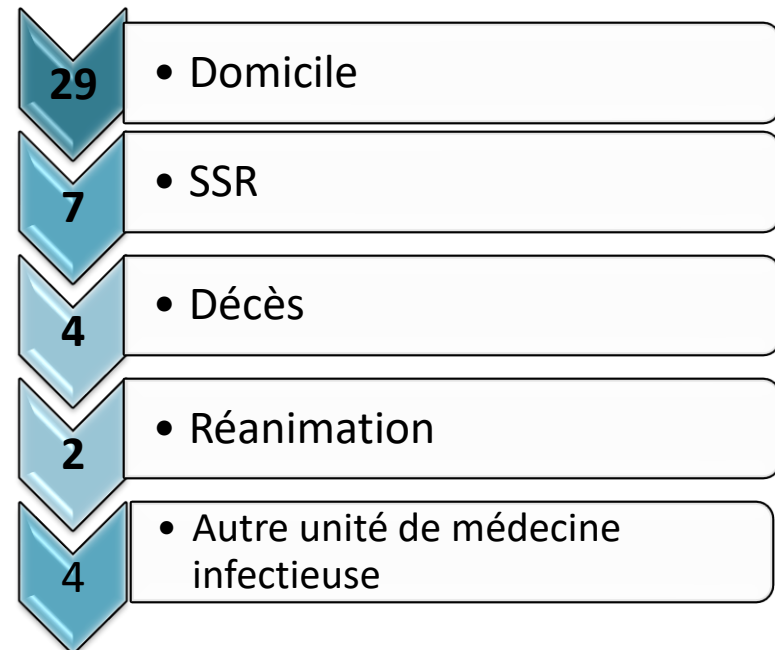 29
• Domicile
7
• SSR
4
• Décès
2
• Réanimation
4
• Autre unité de médecine
infectieuse